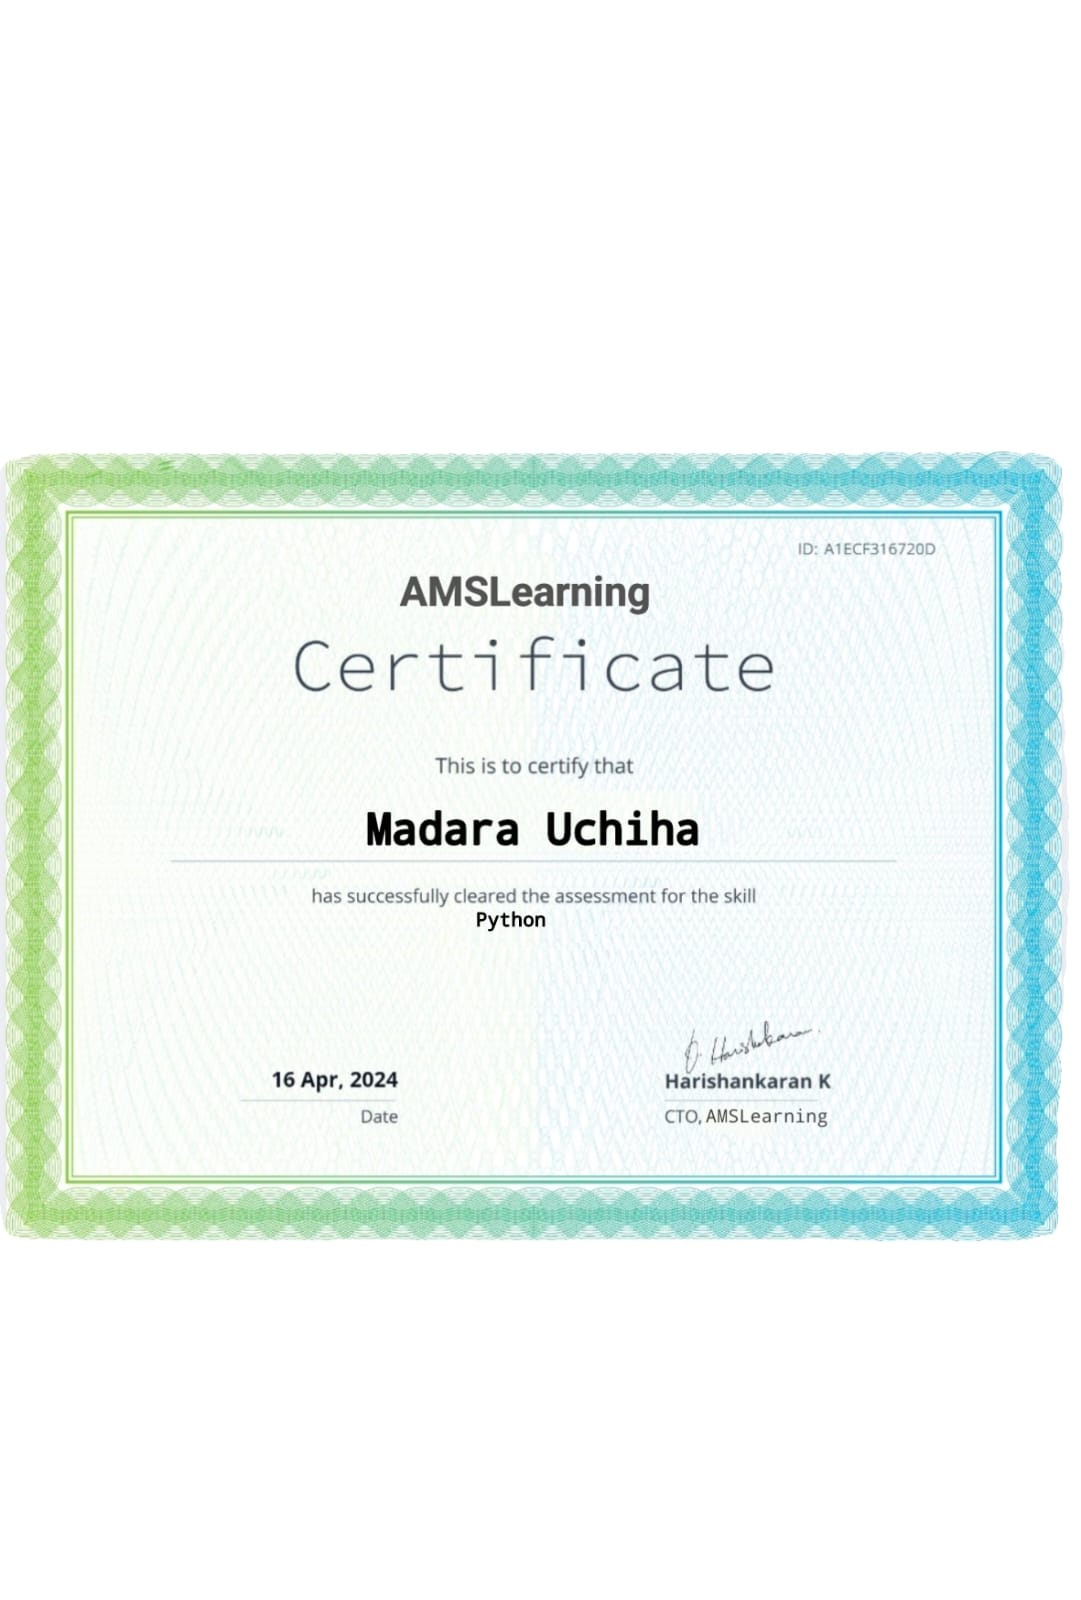 ID: A1ECF316720D
AMSLearning
Certificate
This is to certify that
Madara Uchiha
has successfully cleared the assessment for the skill
Python
16 Apr, 2024
Date
Harishankaran K
CTO, AMSLearning